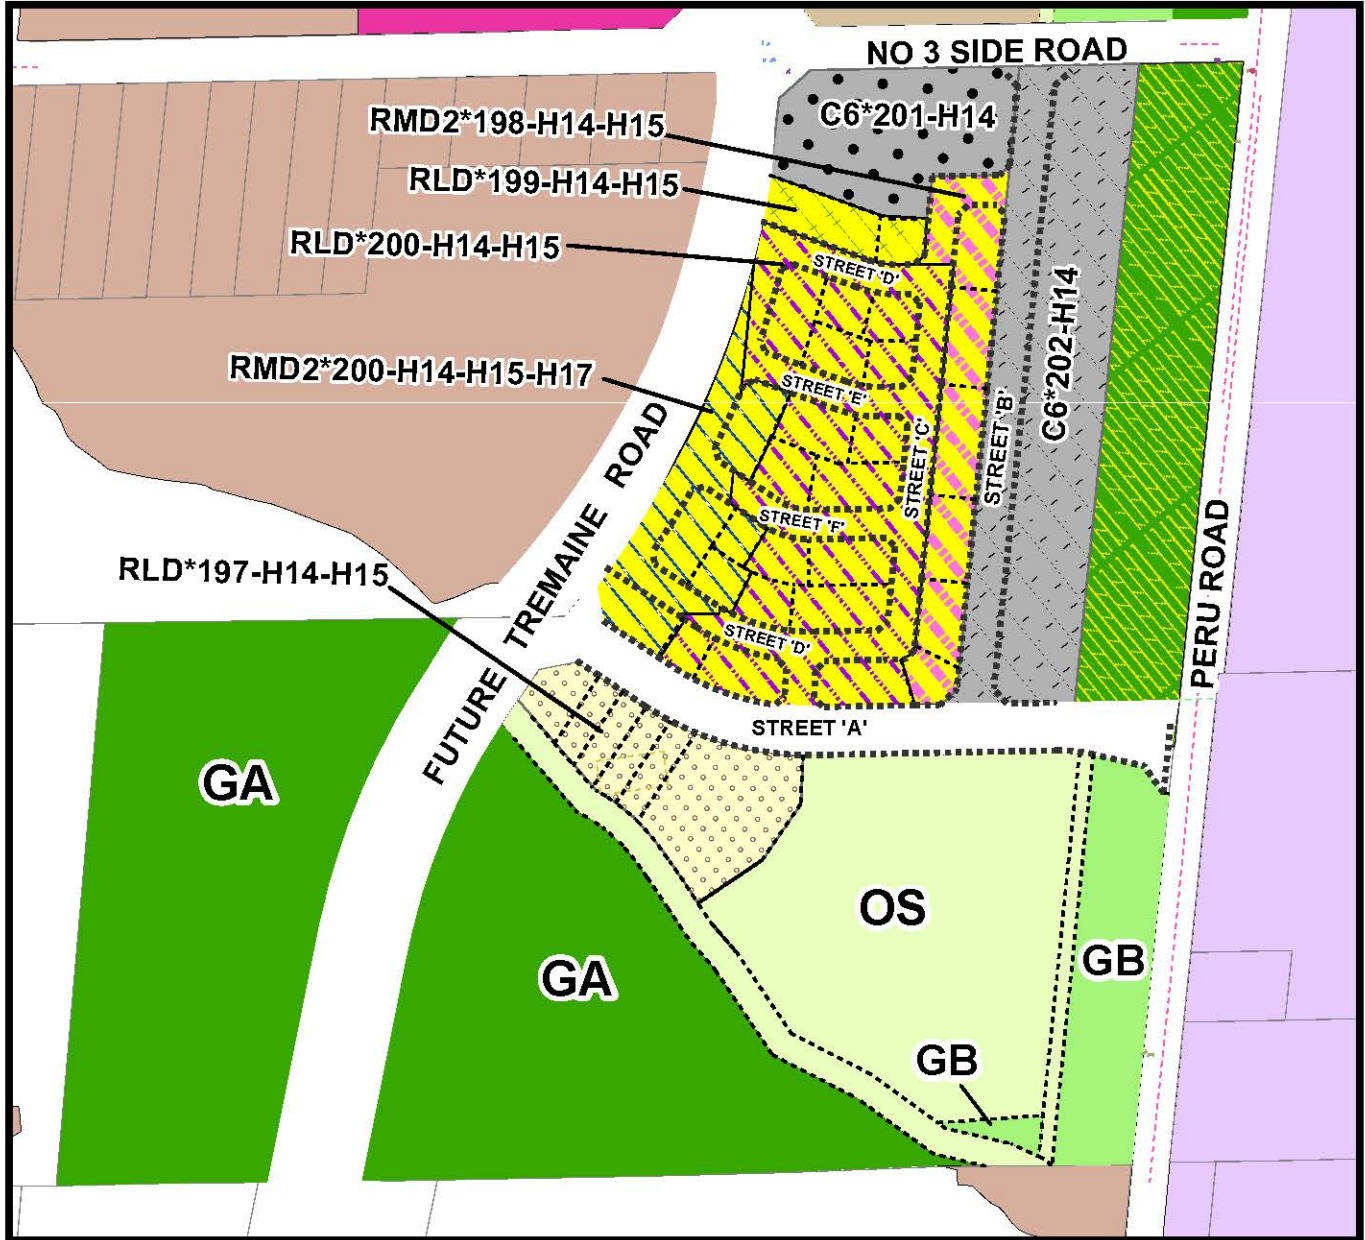 NO 3 SIDE ROAD
C6*201-H14
RMD2*198-H14-H15
RLD*199-H14-H15
RLD*200-H14-H15
STREET 'D'
C6*202-H14
RMD2*200-H14-H15-H17
STREET 'E'
STREET 'B'
STREET 'C'
STREET 'F'
FUTURE TREMAINE ROAD
PERU ROAD
RLD*197-H14-H15
STREET 'D'
STREET 'A'
GA
OS
GA
GB
GB